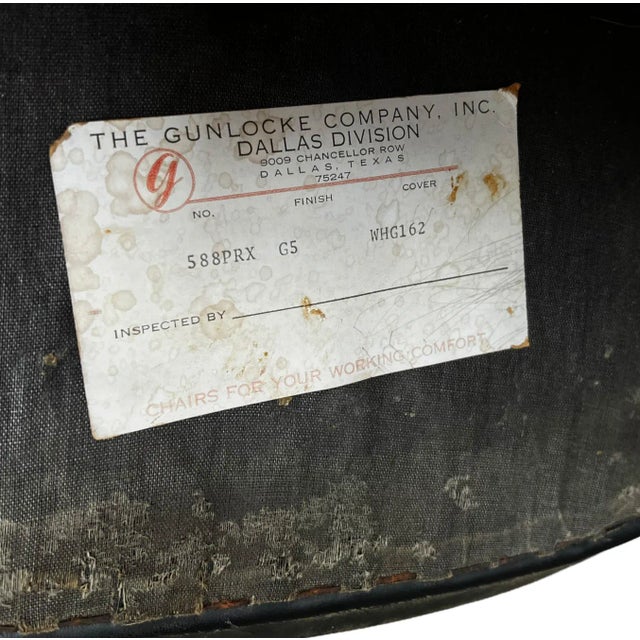 THE GUNLOCKE COMPANY, INC.
DALLAS DIVISION
9009 CHANCELLOR ROW
DALLAS, TEXAS
75247
g
NO. FINISH COVER
588PRX G5 WHG162
INSPECTED BY
CHAIRS FOR YOUR WORKING COMFORT